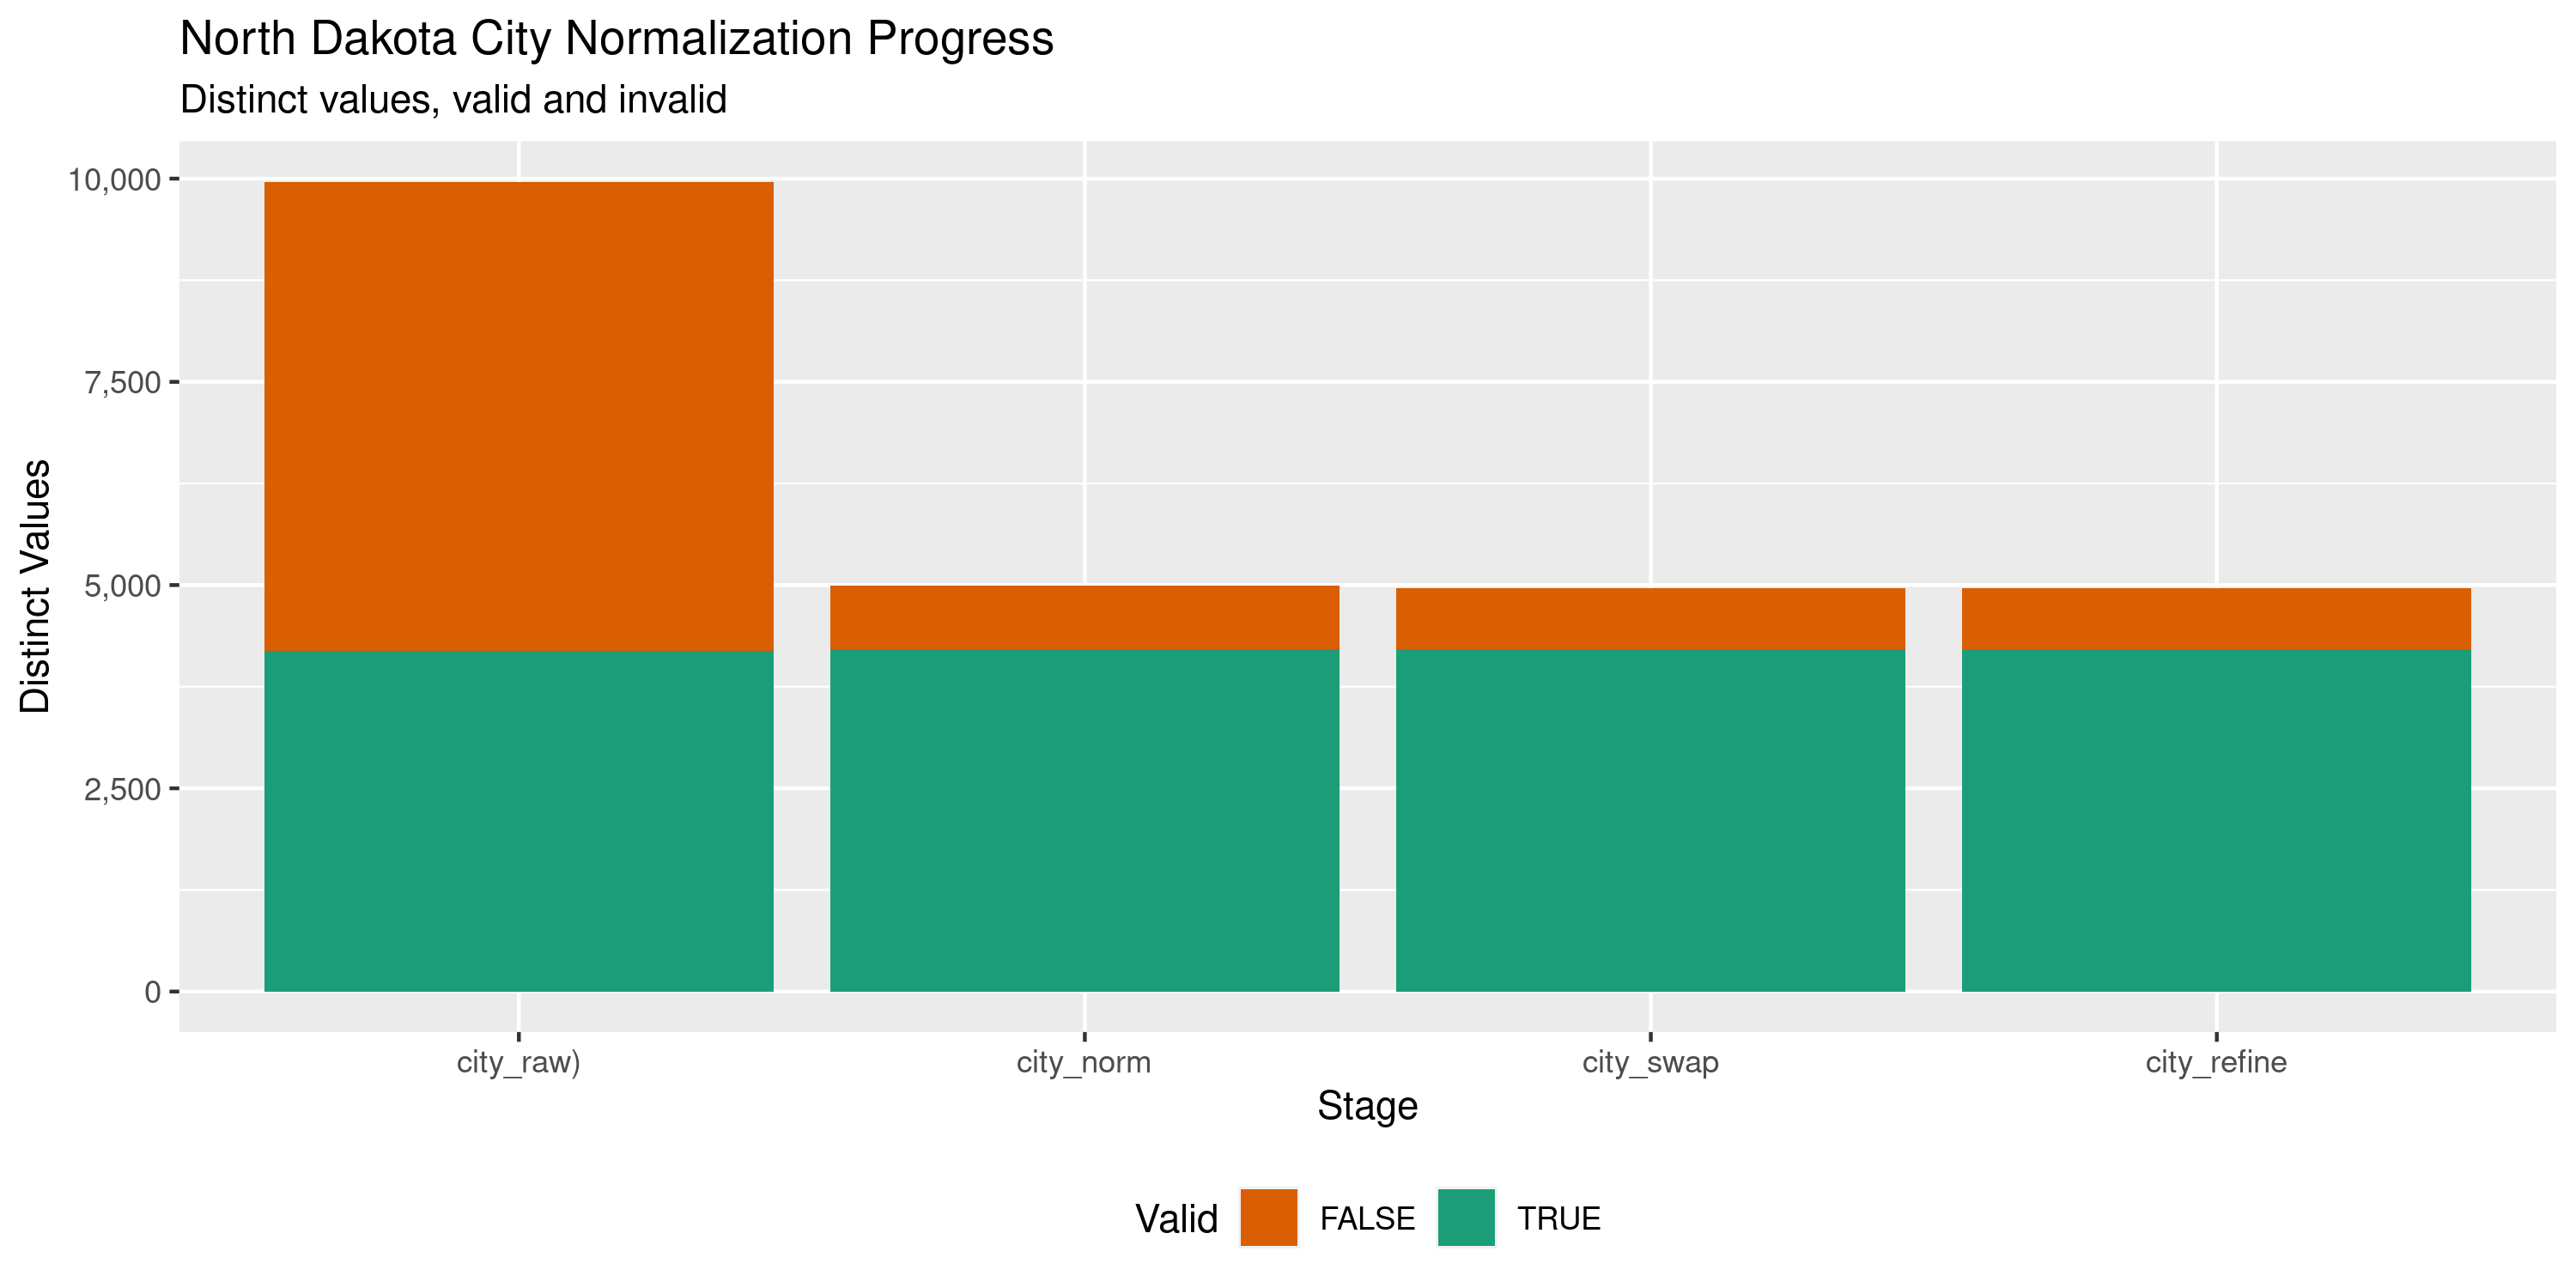 North Dakota City Normalization Progress
Distinct values, valid and invalid
Distinct Values
10,000
7,500
5,000
2,500
0
city_raw) city_norm city_swap city_refine
Stage
Valid FALSE TRUE